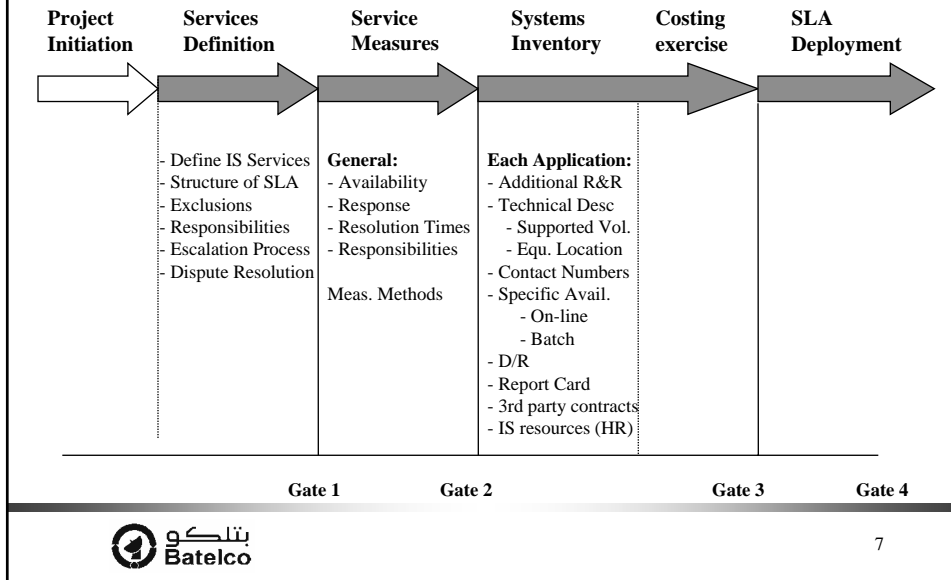 Project
Initiation
Services
Definition
Service
Measures
Systems
Inventory
Costing
exercise
SLA
Deployment
- Define IS Services
- Structure of SLA
- Exclusions
- Responsibilities
- Escalation Process
- Dispute Resolution
General:
- Availability
- Response
- Resolution Times
- Responsibilities
Meas. Methods
Each Application:
- Additional R&R
- Technical Desc
- Supported Vol.
- Equ. Location
- Contact Numbers
- Specific Avail.
- On-line
- Batch
- D/R
- Report Card
- 3rd party contracts
- IS resources (HR)
Gate 1
Gate 2
Gate 3
Gate 4
بتلكو
Batelco
7